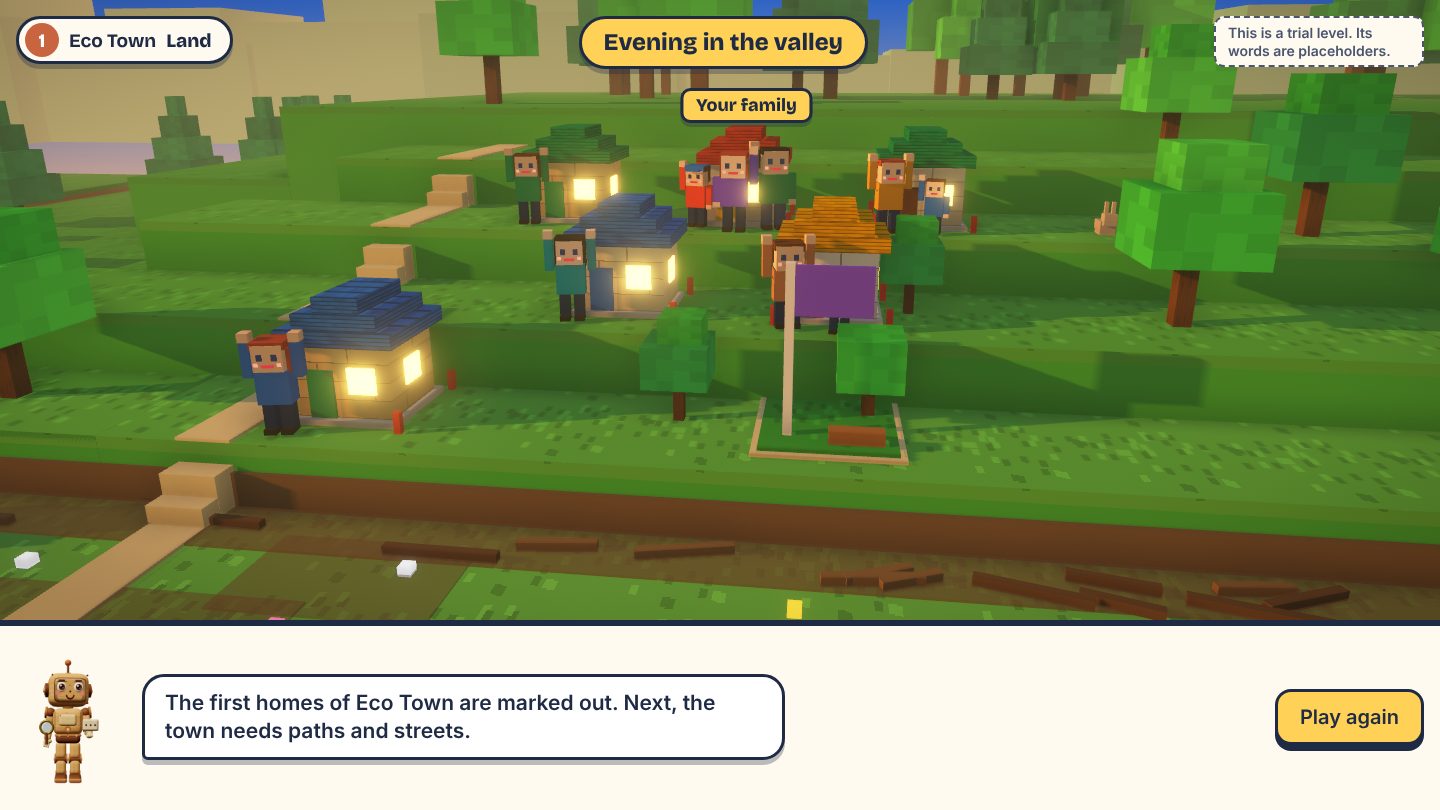 1 Eco Town Land
Evening in the valley
This is a trial level. Its
words are placeholders.
Your family
The first homes of Eco Town are marked out. Next, the
town needs paths and streets.
Play again